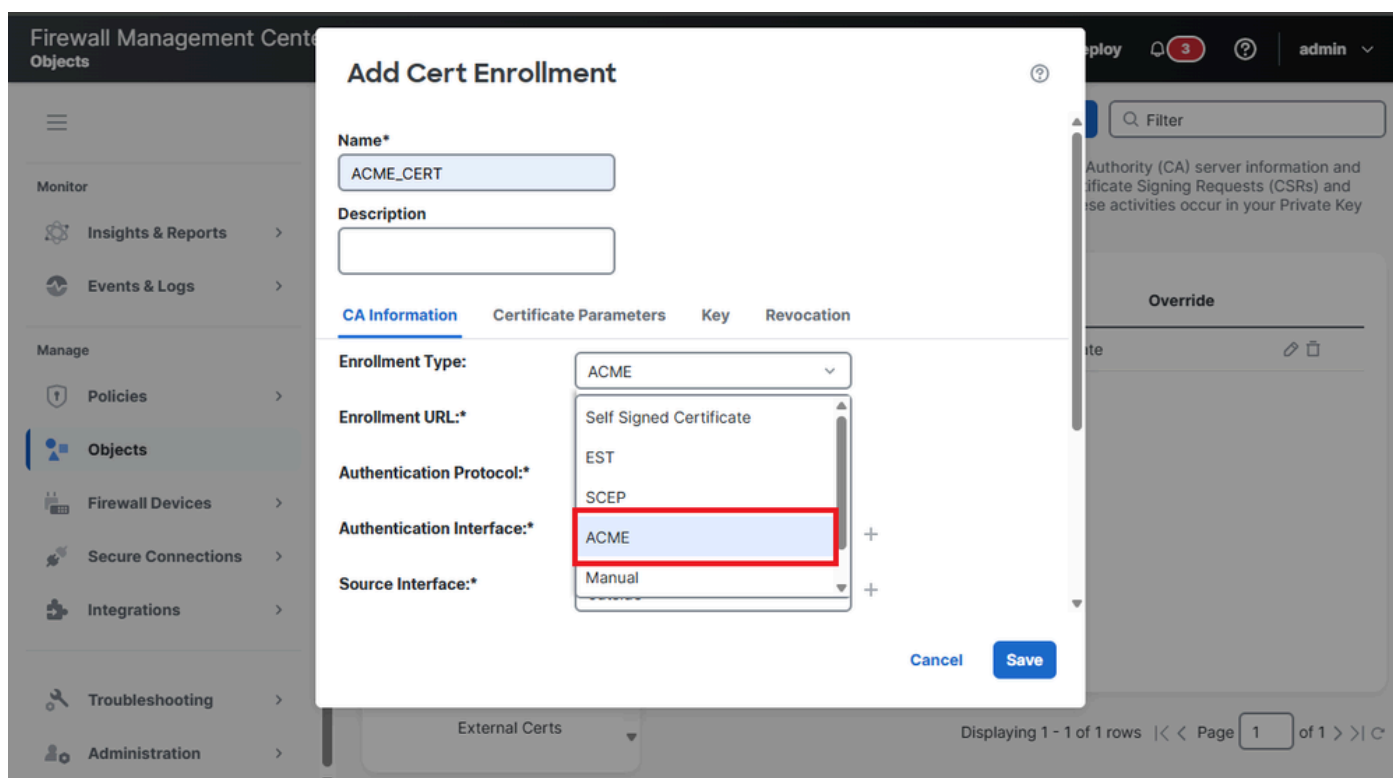 Firewall Management Cente
Objects
eploy
3
admin
Filter
Authority (CA) server information and
tificate Signing Requests (CSRs) and
ese activities occur in your Private Key
Monitor
Insights & Reports
Events & Logs
Manage
Policies
Objects
Firewall Devices
Secure Connections
Integrations
Troubleshooting
Administration
Add Cert Enrollment
Name*
ACME_CERT
Description
CA Information Certificate Parameters Key Revocation
Enrollment Type:
ACME
Enrollment URL:*
Authentication Protocol:*
Authentication Interface:*
Source Interface:*
Self Signed Certificate
EST
SCEP
ACME
Manual
Cancel Save
Override
ate
External Certs
Displaying 1 - 1 of 1 rows |< < Page 1 of 1 > >|